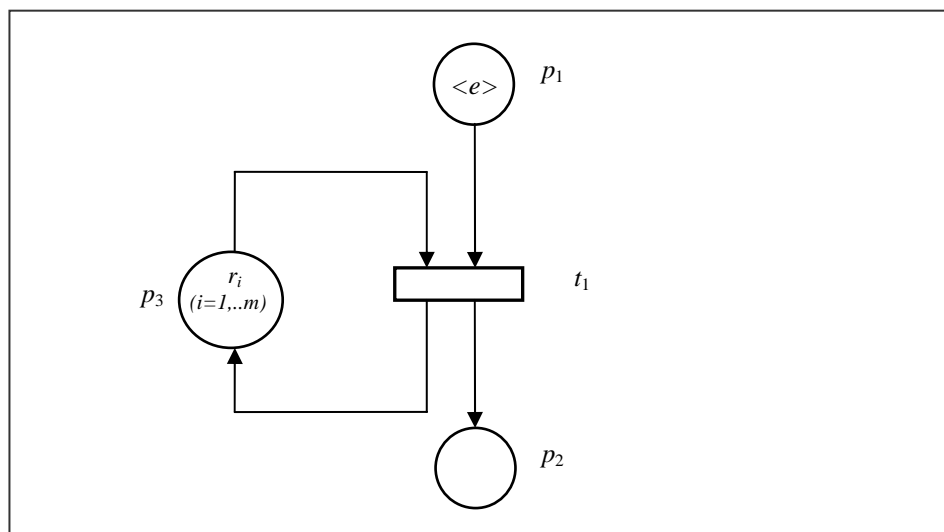 <e> p₁
rᵢ
(i=1,..m)
p₃
t₁
p₂